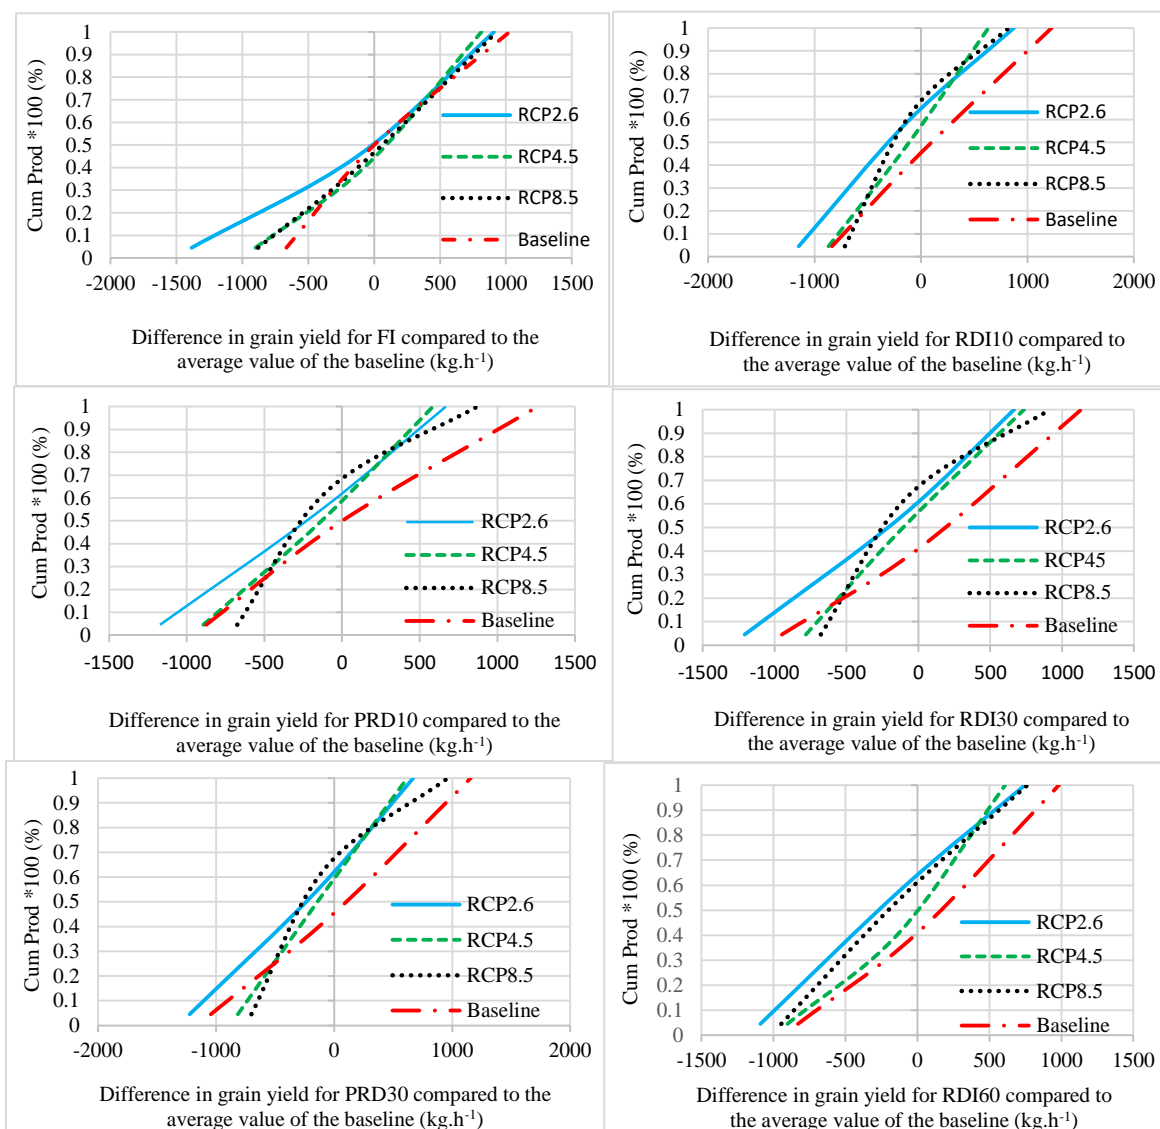 Cum Prod *100 (%)
1
0.9
0.8
0.7
0.6
0.5
0.4
0.3
0.2
0.1
0
-2000 -1500 -1000 -500 0 500 1000 1500
RCP2.6
RCP4.5
RCP8.5
Baseline
Difference in grain yield for FI compared to the
average value of the baseline (kg.h-1)
Cum Prod *100 (%)
1
0.9
0.8
0.7
0.6
0.5
0.4
0.3
0.2
0.1
0
-2000 -1000 0 1000 2000
RCP2.6
RCP4.5
RCP8.5
Baseline
Difference in grain yield for RDI10 compared to
the average value of the baseline (kg.h-1)
Cum Prod *100 (%)
1
0.9
0.8
0.7
0.6
0.5
0.4
0.3
0.2
0.1
0
-1500 -1000 -500 0 500 1000 1500
RCP2.6
RCP4.5
RCP8.5
Baseline
Difference in grain yield for PRD10 compared to the
average value of the baseline (kg.h-1)
Cum Prod *100 (%)
1
0.9
0.8
0.7
0.6
0.5
0.4
0.3
0.2
0.1
0
-1500 -1000 -500 0 500 1000 1500
RCP2.6
RCP45
RCP8.5
Baseline
Difference in grain yield for RDI30 compared to
the average value of the baseline (kg.h-1)
Cum Prod *100 (%)
1
0.9
0.8
0.7
0.6
0.5
0.4
0.3
0.2
0.1
0
-2000 -1000 0 1000 2000
RCP2.6
RCP4.5
RCP8.5
Baseline
Difference in grain yield for PRD30 compared to the
average value of the baseline (kg.h-1)
Cum Prod *100 (%)
1
0.9
0.8
0.7
0.6
0.5
0.4
0.3
0.2
0.1
0
-1500 -1000 -500 0 500 1000 1500
RCP2.6
RCP4.5
RCP8.5
Baseline
Difference in grain yield for RDI60 compared to
the average value of the baseline (kg.h-1)